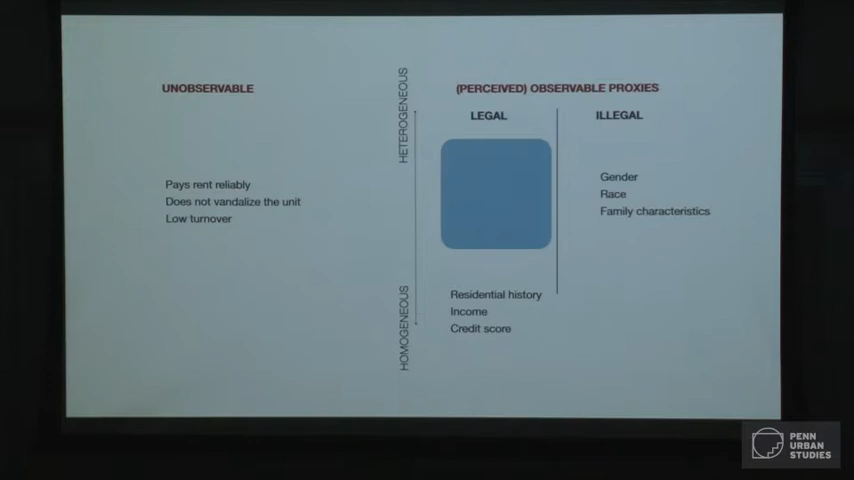 UNOBSERVABLE
Pays rent reliably
Does not vandalize the unit
Low turnover
HETEROGENEOUS
HOMOGENEOUS
(PERCEIVED) OBSERVABLE PROXIES
LEGAL
ILLEGAL
Gender
Race
Family characteristics
Residential history
Income
Credit score
PENN
URBAN
STUDIES